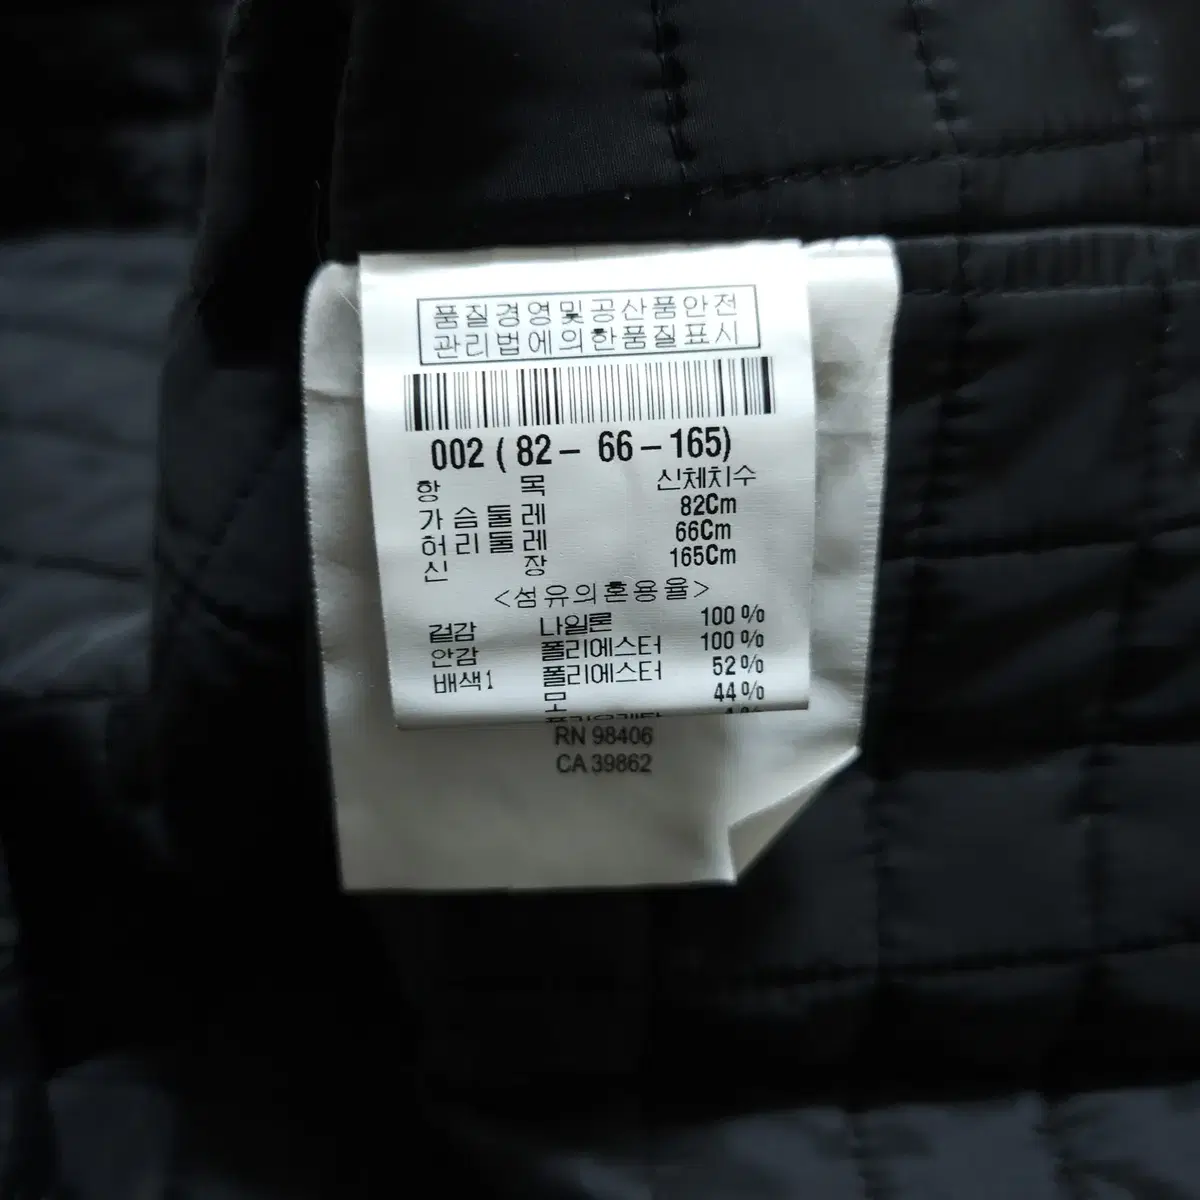 품질경영및공산품안전
관리법에의한품질표시
002 ( 82 - 66 - 165)
항 목 신체치수
가슴둘레 82Cm
허리둘레 66Cm
신 장 165Cm
<섬유의혼용율>
겉감 나일론 100 %
안감 폴리에스터 100 %
배색1 폴리에스터 52 %
모 44 %
RN 98406
CA 39862